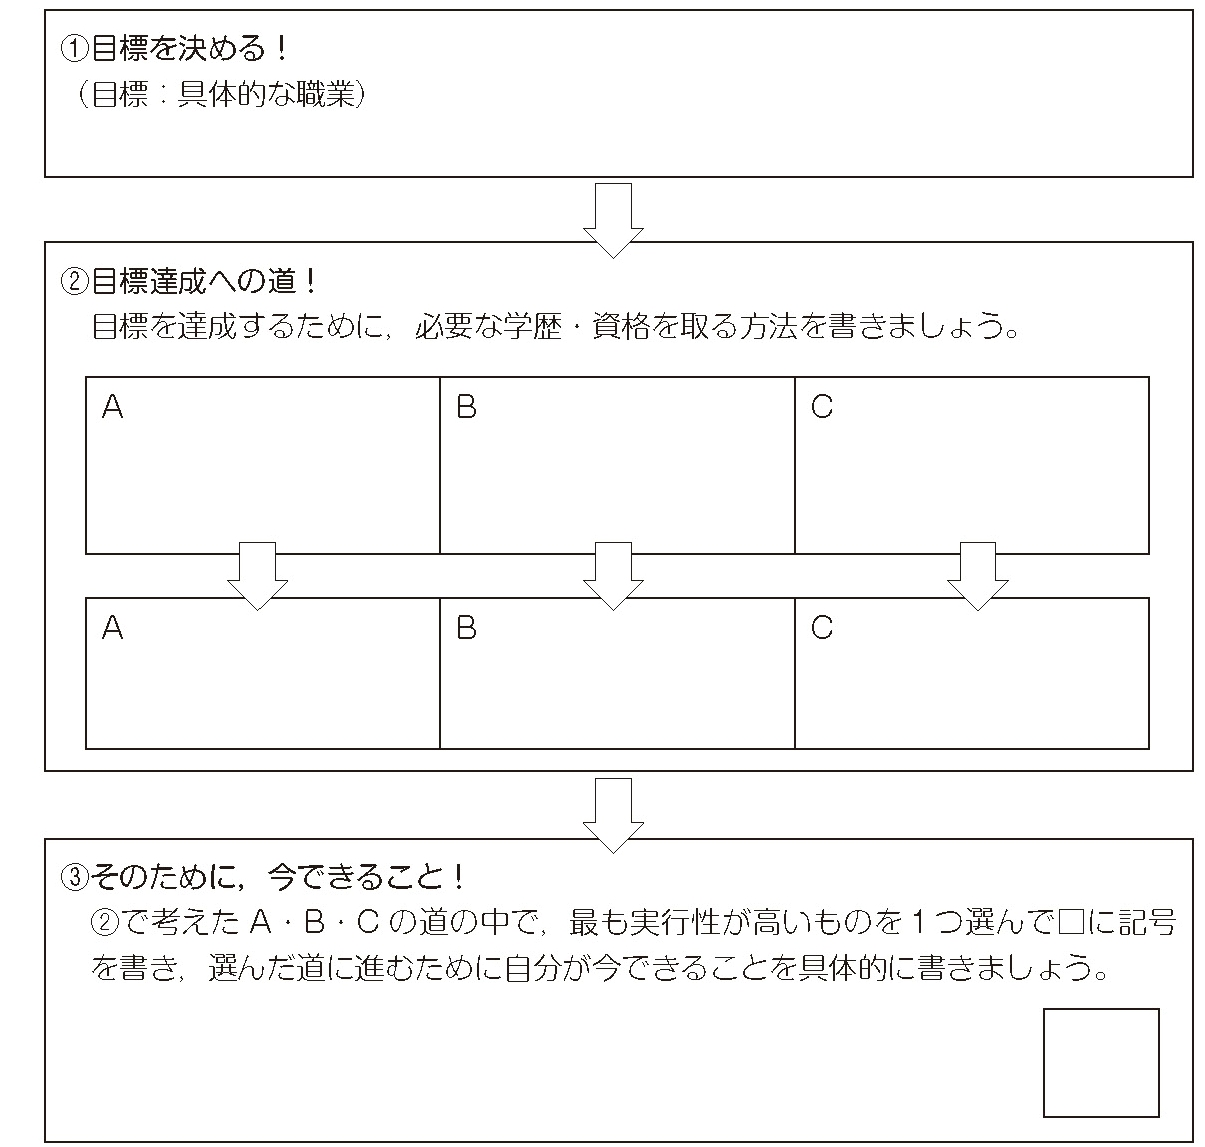 ①目標を決める！
（目標：具体的な職業）
②目標達成への道！
目標を達成するために，必要な学歴・資格を取る方法を書きましょう。
A
B
C
A
B
C
③そのために，今できること！
②で考えた A・B・C の道の中で，最も実行性が高いものを１つ選んで□に記号
を書き，選んだ道に進むために自分が今できることを具体的に書きましょう。